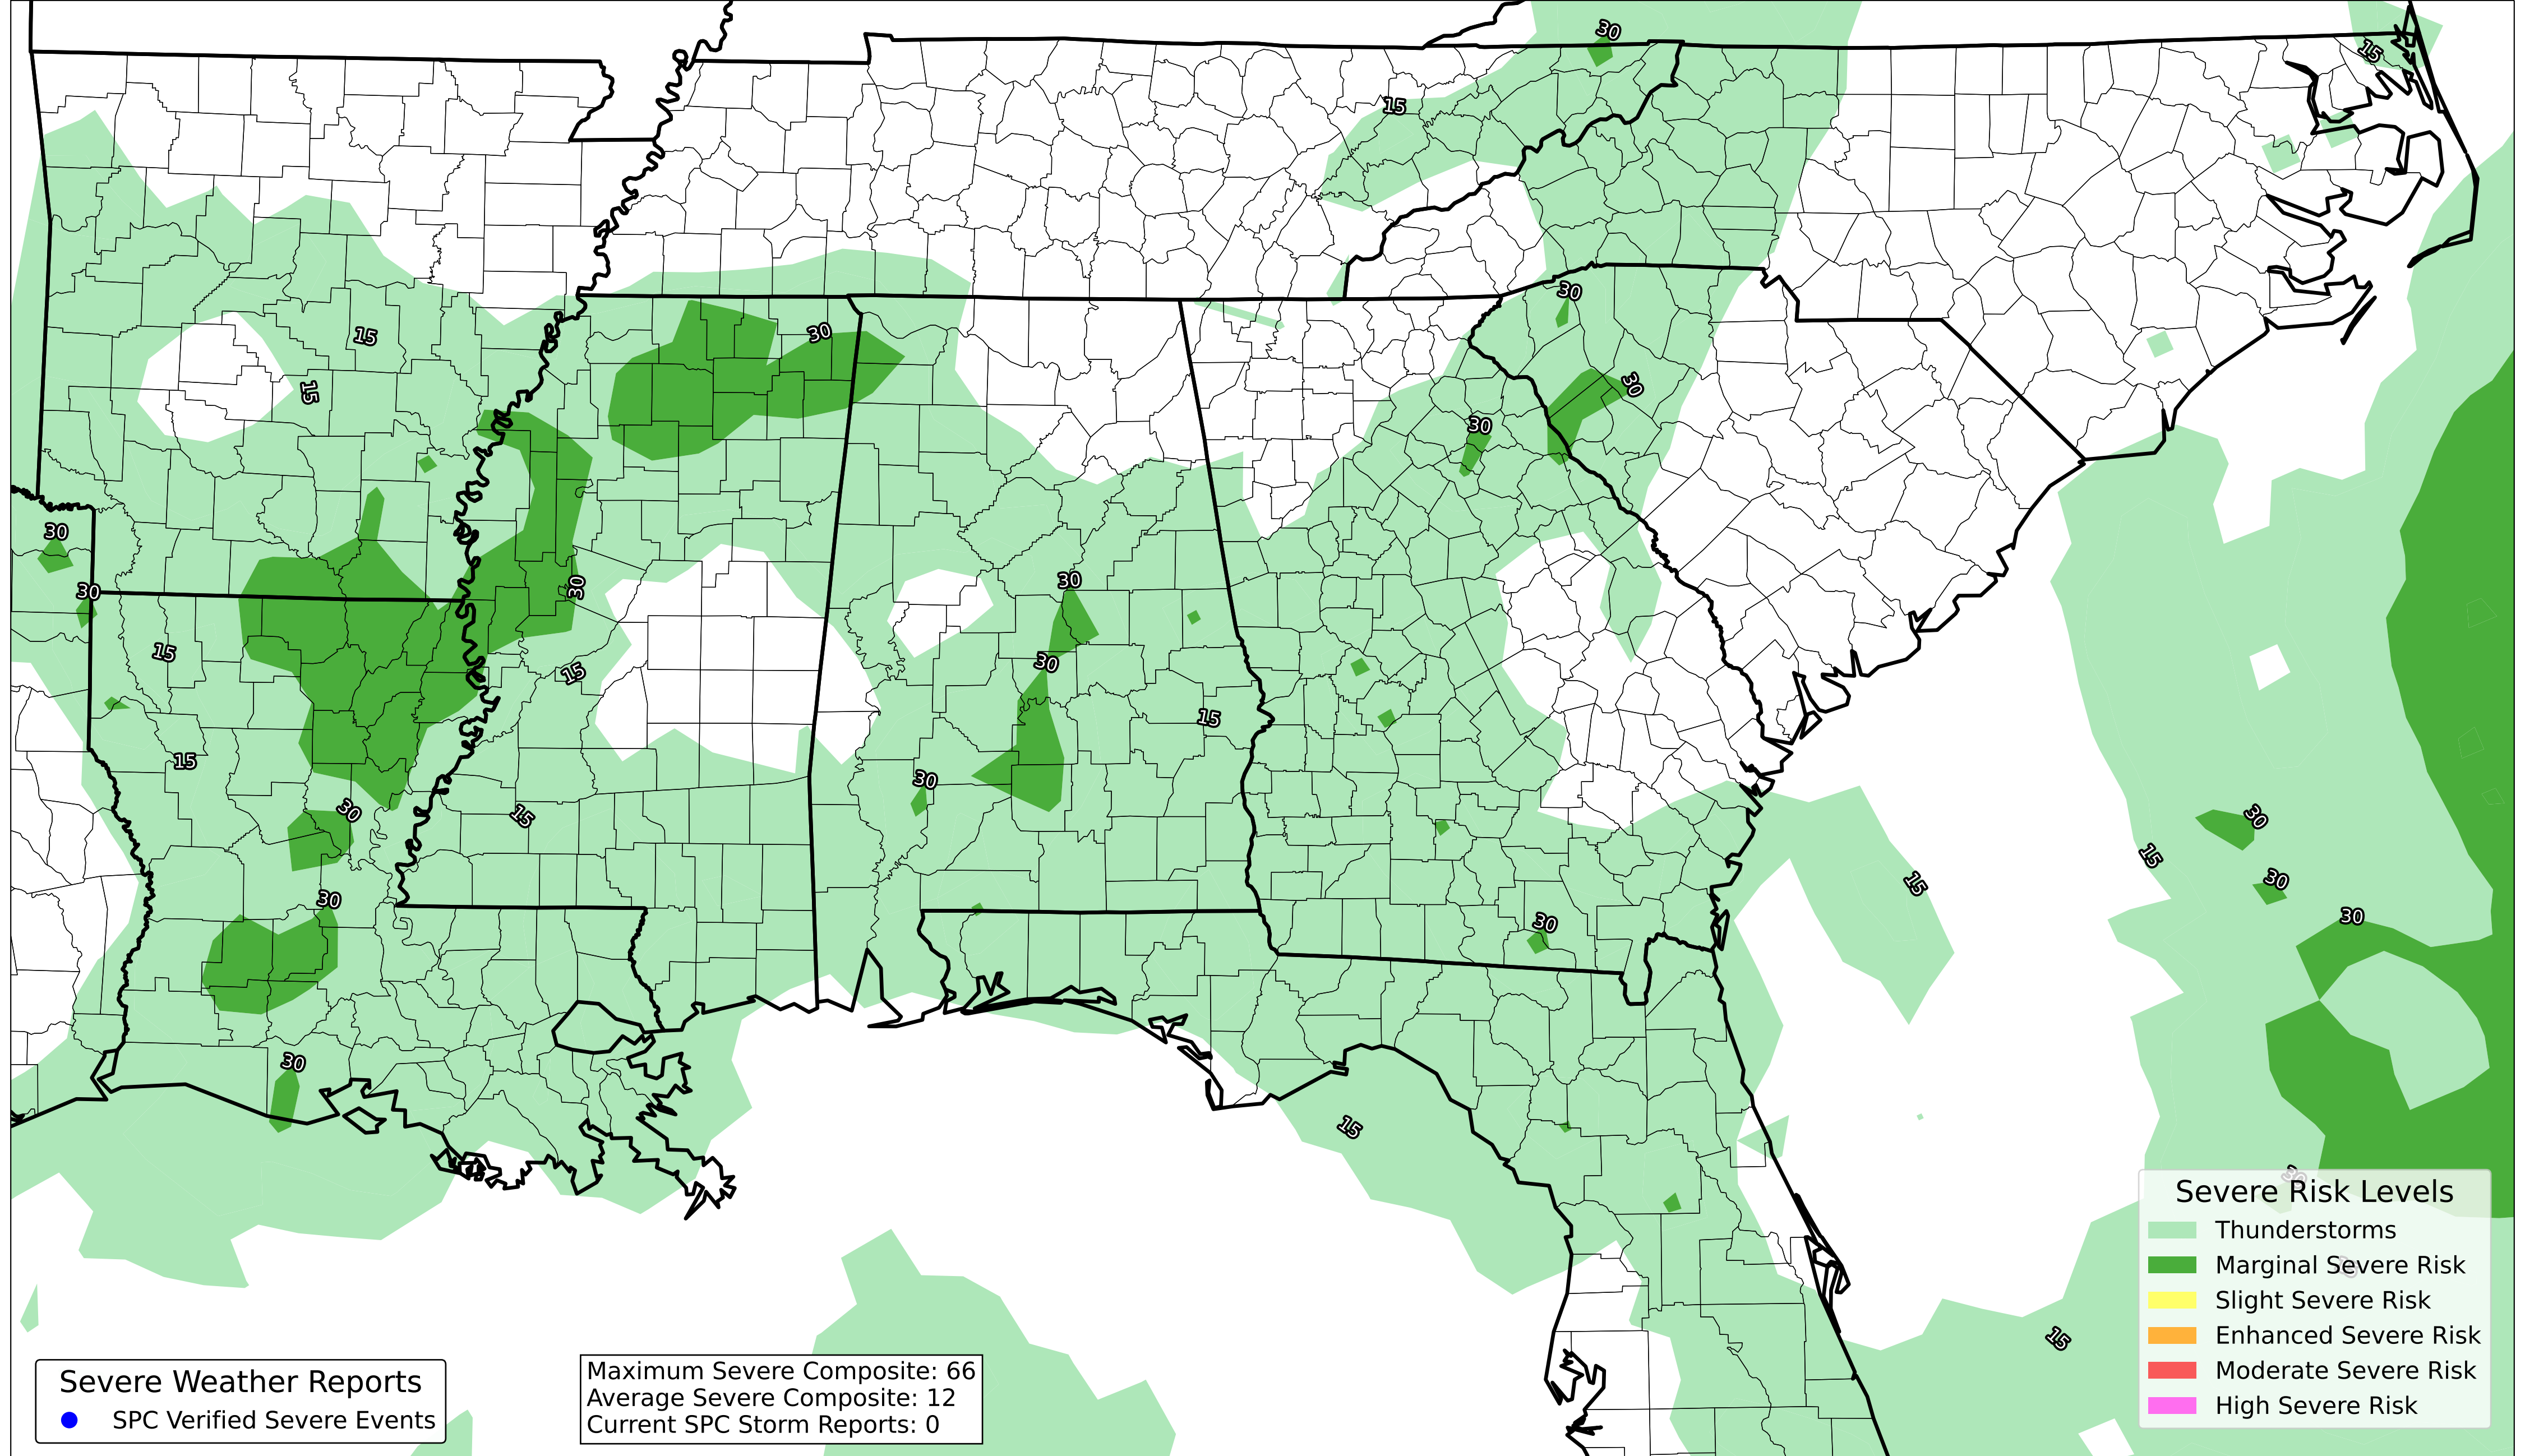 30
15
15
30
30
15
30
15
30
30
30
30
30
30
30
15
30
15
15
15
30
30
30
15
15
30
15
30
30
30
30
15
15
Severe Risk Levels
Thunderstorms
Marginal Severe Risk
Slight Severe Risk
Enhanced Severe Risk
Moderate Severe Risk
High Severe Risk
Severe Weather Reports
SPC Verified Severe Events
Maximum Severe Composite: 66
Average Severe Composite: 12
Current SPC Storm Reports: 0